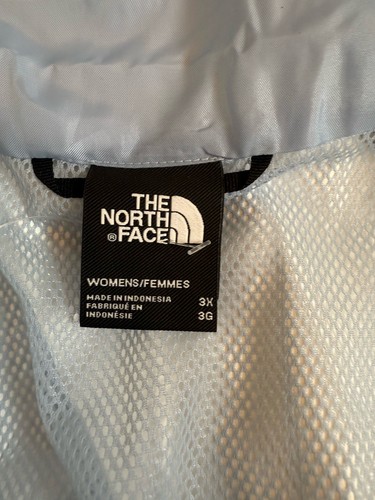 THE
NORTH
® FACE
WOMENS/FEMMES
MADE IN INDONESIA 3X
FABRIQUÉ EN 3G
INDONÉSIE